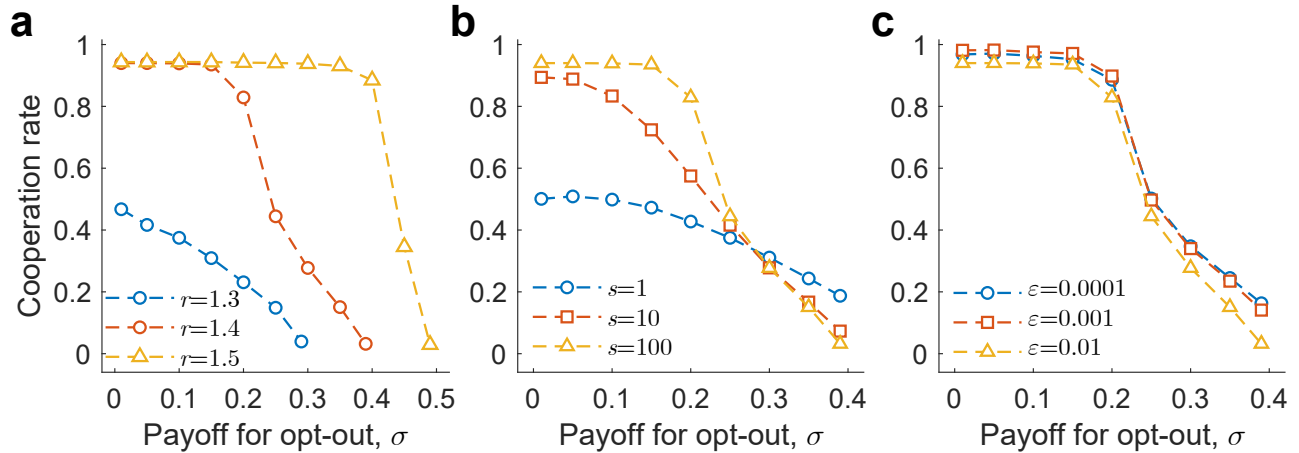 a
b
c
Cooperation rate
1
0.8
0.6
0.4
0.2
0
r=1.3
r=1.4
r=1.5
0 0.1 0.2 0.3 0.4 0.5
Payoff for opt-out, σ
1
0.8
0.6
0.4
0.2
0
s=1
s=10
s=100
0 0.1 0.2 0.3 0.4
Payoff for opt-out, σ
1
0.8
0.6
0.4
0.2
0
ε=0.0001
ε=0.001
ε=0.01
0 0.1 0.2 0.3 0.4
Payoff for opt-out, σ